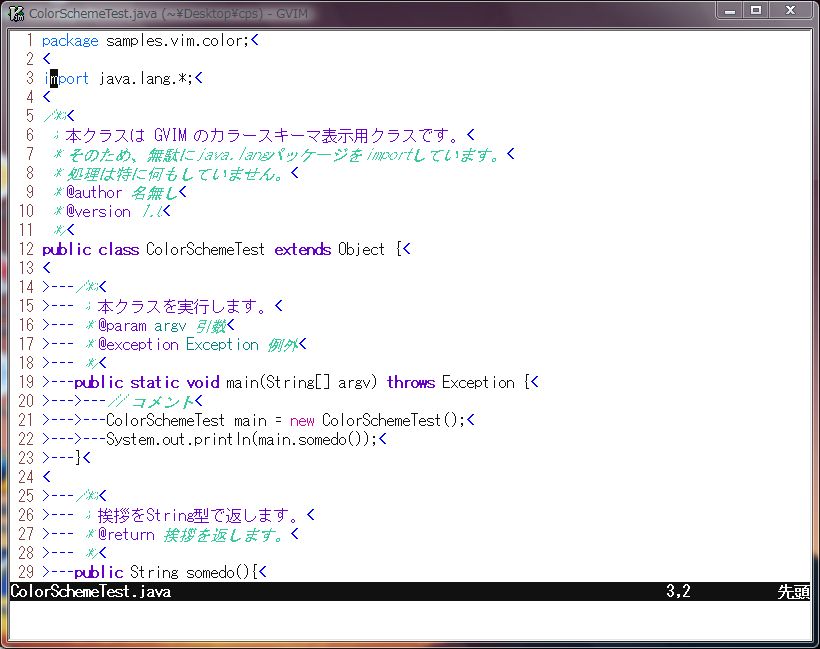 ColorSchemeTest.java (~¥Desktop¥cps) - GVIM
1 package samples.vim.color;<
2 <
3 import java.lang.*;<
4 <
5 /**<
6  * 本クラスは GVIM のカラースキーマ表示用クラスです。<
7  * そのため、無駄にjava.langパッケージをimportしています。<
8  * 処理は特に何もしていません。<
9  * @author 名無し<
10  * @version 1.0<
11  */<
12 public class ColorSchemeTest extends Object {<
13 <
14 >---/**<
15 >--- * 本クラスを実行します。<
16 >--- * @param argv 引数<
17 >--- * @exception Exception 例外<
18 >--- */<
19 >---public static void main(String[] argv) throws Exception {<
20 >--->---// コメント<
21 >--->---ColorSchemeTest main = new ColorSchemeTest();<
22 >--->---System.out.println(main.somedo());<
23 >---}<
24 <
25 >---/**<
26 >--- * 挨拶をString型で返します。<
27 >--- * @return 挨拶を返します。<
28 >--- */<
29 >---public String somedo(){<
ColorSchemeTest.java 3,2 先頭